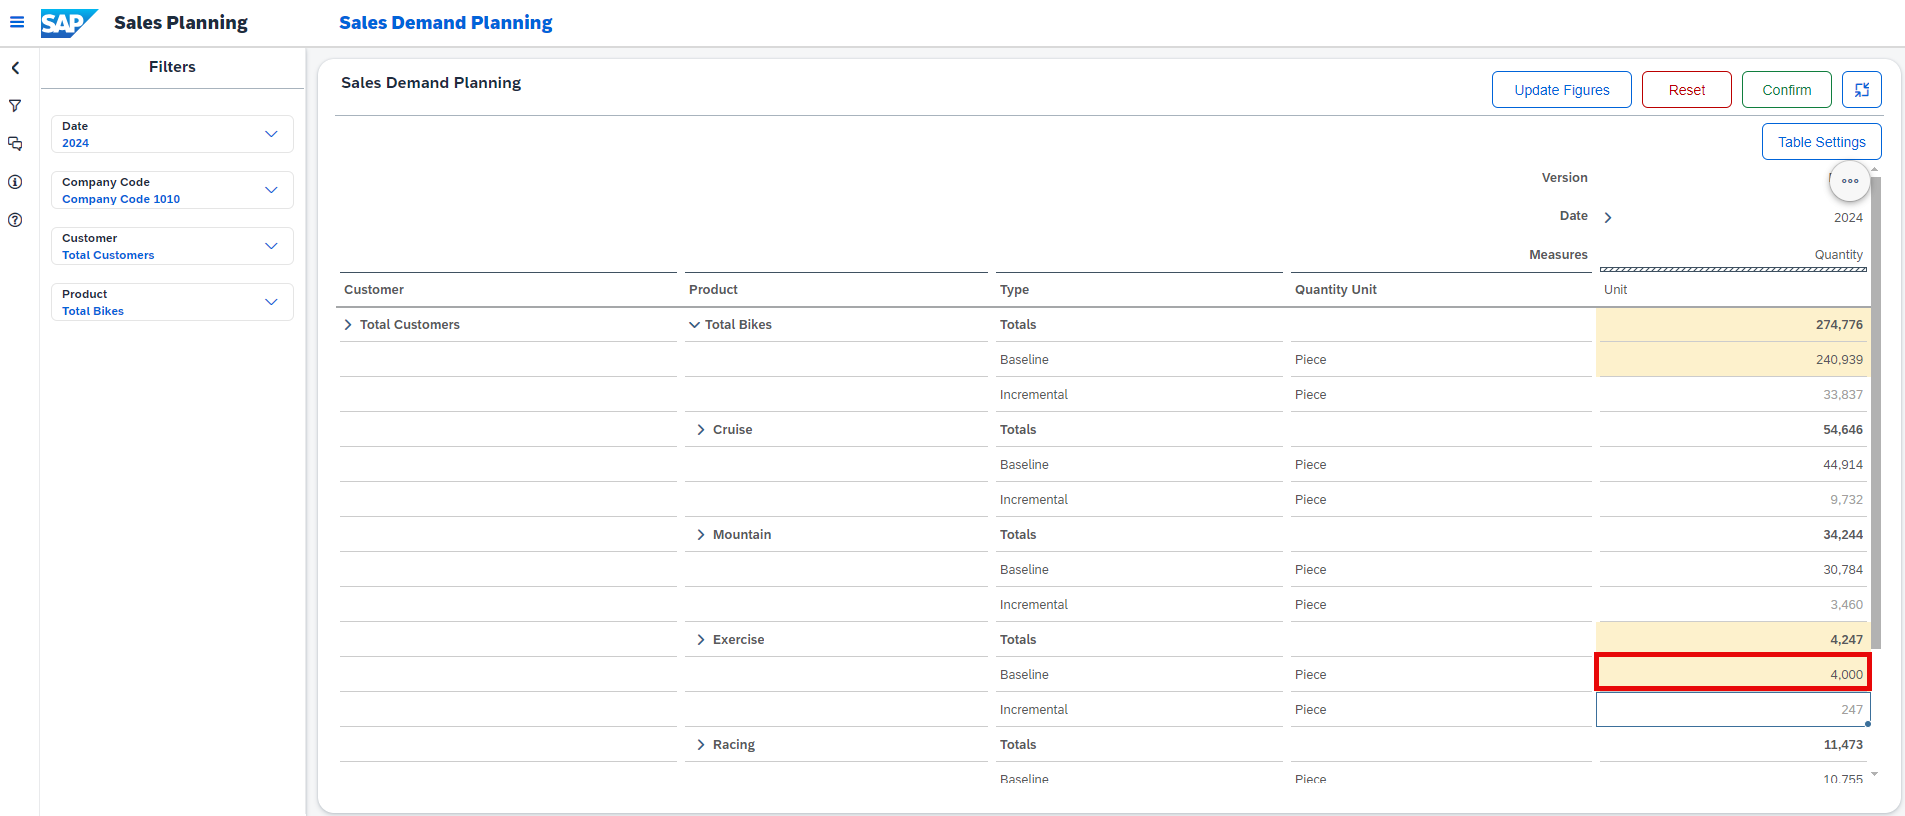 SAP Sales Planning
Sales Demand Planning
Filters
Date
2024
Company Code
Company Code 1010
Customer
Total Customers
Product
Total Bikes
Sales Demand Planning
Update Figures Reset Confirm
Table Settings
Version
Date 2024
Measures Quantity
Customer Product Type Quantity Unit Unit
Total Customers Total Bikes Totals 274,776
Baseline Piece 240,939
Incremental Piece 33,837
Cruise Totals 54,646
Baseline Piece 44,914
Incremental Piece 9,732
Mountain Totals 34,244
Baseline Piece 30,784
Incremental Piece 3,460
Exercise Totals 4,247
Baseline Piece 4,000
Incremental Piece 247
Racing Totals 11,473
Baseline Piece 10,755